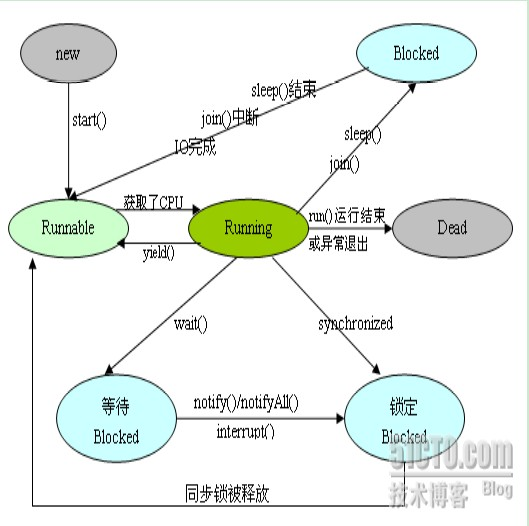 new
Blocked
start()
sleep()结束
join()中断
IO完成
sleep()
join()
获取了CPU
Runnable
Running
yield()
run()运行结束
或异常退出
Dead
wait()
synchronized
等待
Blocked
notify()/notifyAll()
interrupt()
锁定
Blocked
同步锁被释放
51CTO.com
技术博客 Blog